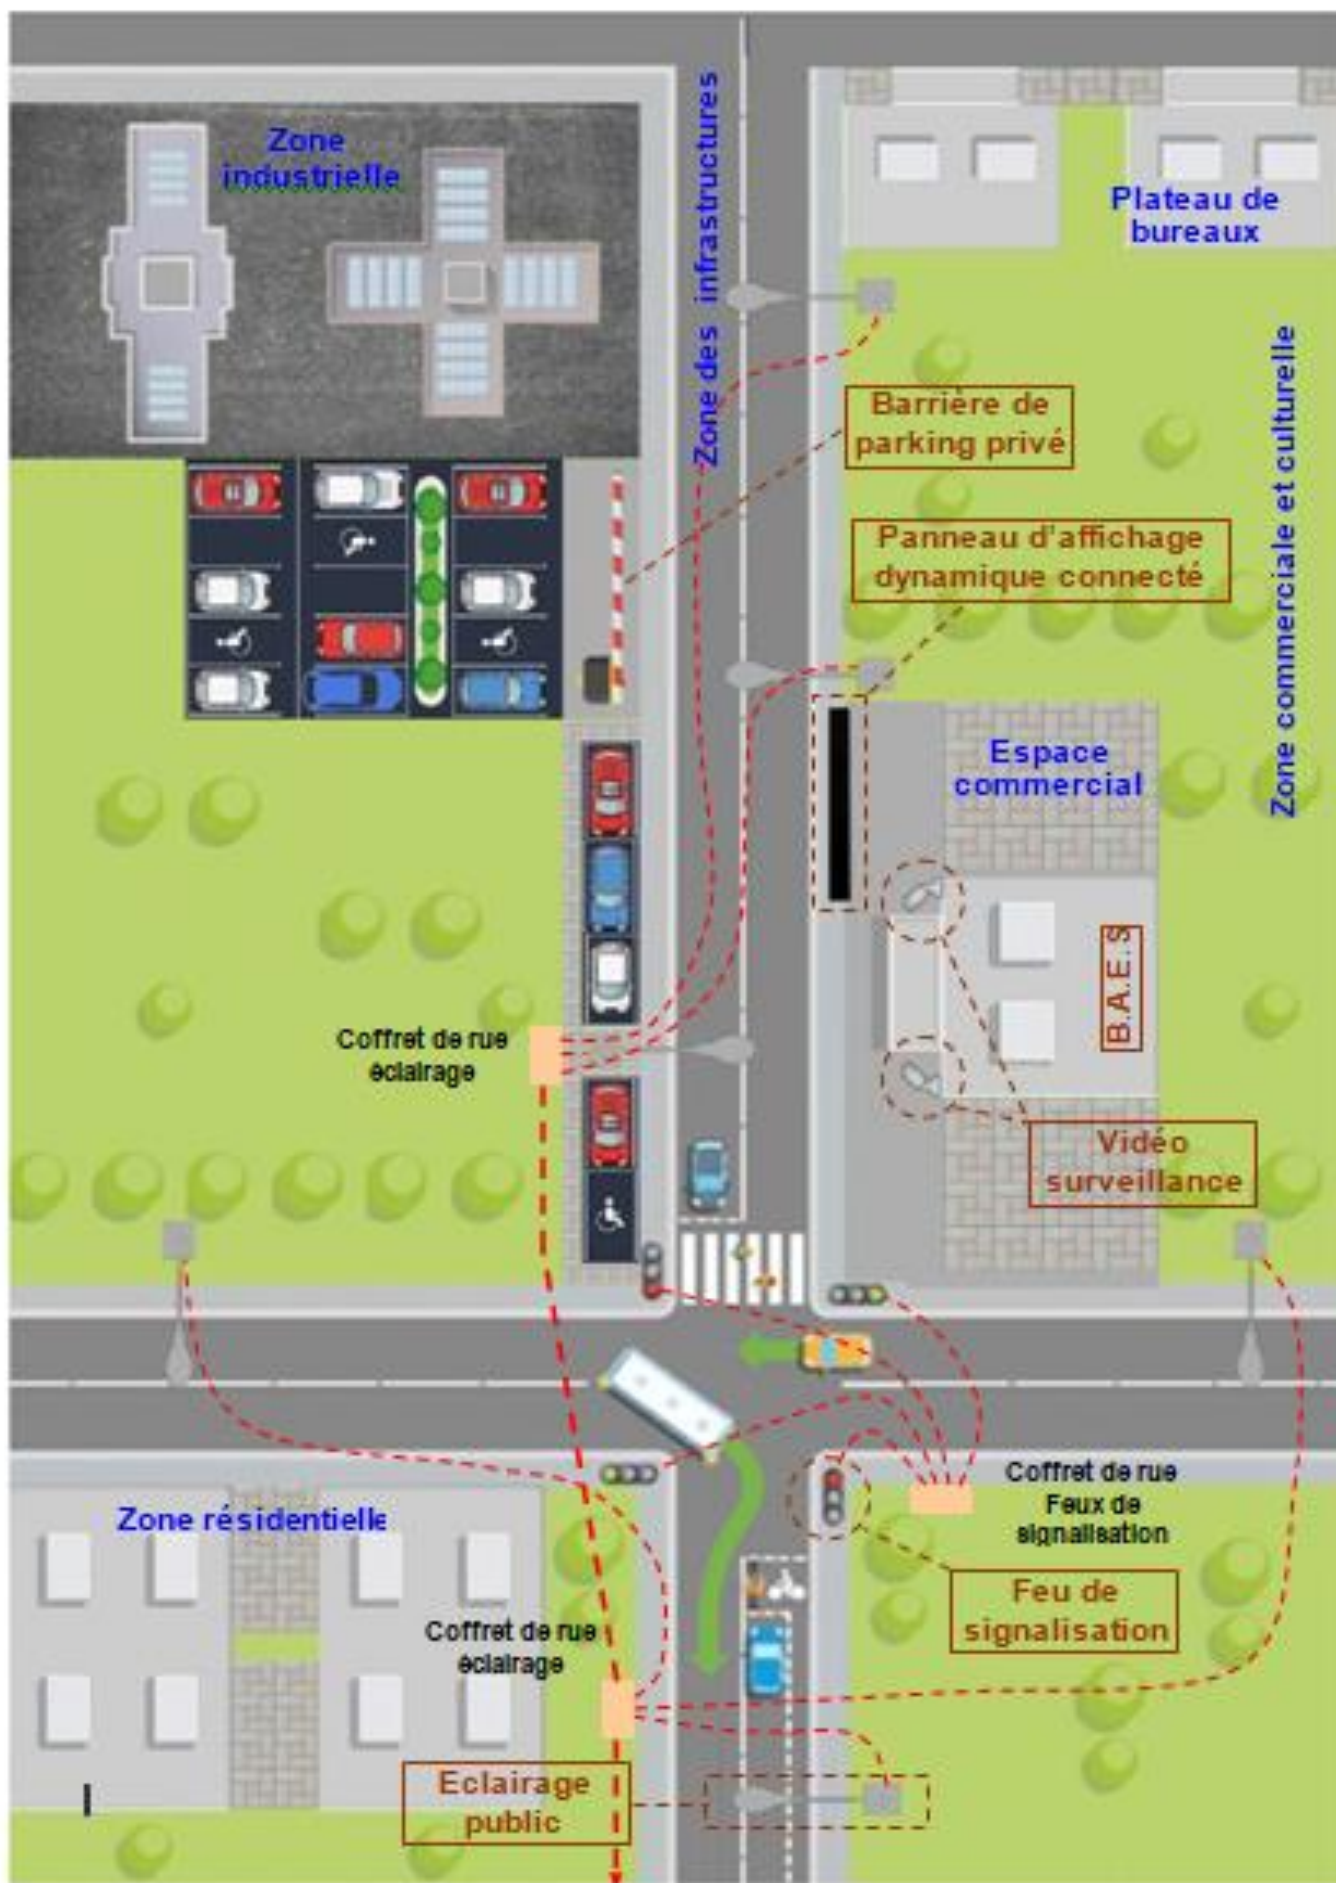 Zone
industrielle
Zone des infrastructures
Plateau de
bureaux
Zone commerciale et culturelle
Barrière de
parking privé
Panneau d'affichage
dynamique connecté
Espace
commercial
B.A.E.S
Coffret de rue
éclairage
Vidéo
surveillance
Coffret de rue
Feux de
signalisation
Zone résidentielle
Feu de
signalisation
Coffret de rue
éclairage
Eclairage
public